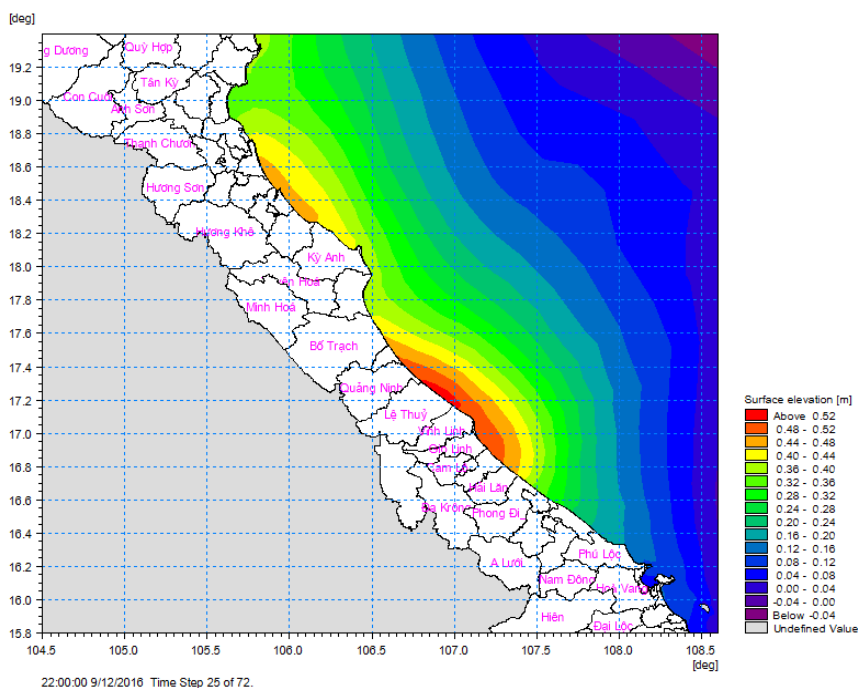 [deg]
g Dương
Quỳ Hợp
19.4
19.2
Tân Kỳ
Con Cuô
Anh Sơn
19.0
18.8
Thanh Chươ
18.6
Hương Sơn
18.4
Hương Khê
18.2
Kỳ Anh
18.0
ên Hoá
17.8
Minh Hoá
17.6
Bố Trạch
17.4
Quảng Ninh
17.2
Lệ Thuỷ
Vĩnh Linh
17.0
Gio Linh
16.8
Cam Lộ
Hải Lăn
16.6
Đa Krông
Phong Đi
16.4
Phú Lộc
16.2
A Lưới
Nam Đông
Hoà Vang
16.0
Hiên
Đại Lộc
15.8
104.5 105.0 105.5 106.0 106.5 107.0 107.5 108.0 108.5
[deg]
22:00:00 9/12/2016 Time Step 25 of 72.
Surface elevation [m]
Above 0.52
0.48 - 0.52
0.44 - 0.48
0.40 - 0.44
0.36 - 0.40
0.32 - 0.36
0.28 - 0.32
0.24 - 0.28
0.20 - 0.24
0.16 - 0.20
0.12 - 0.16
0.08 - 0.12
0.04 - 0.08
0.00 - 0.04
-0.04 - 0.00
Below -0.04
Undefined Value